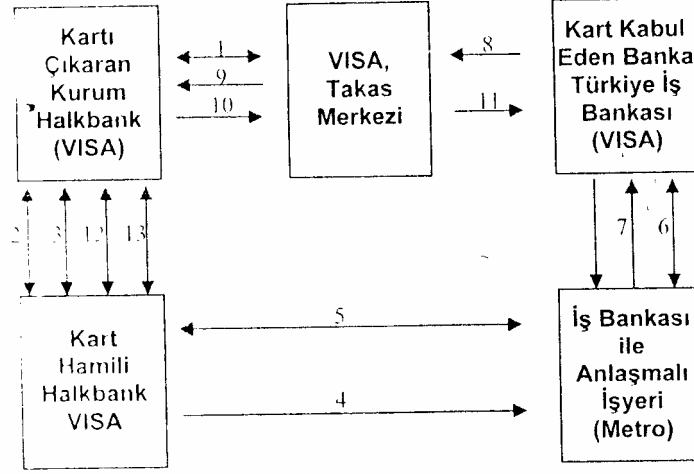 Kartı
Çıkaran
Kurum
Halkbank
(VISA)
1
9
10
VISA,
Takas
Merkezi
8
11
Kart Kabul
Eden Banka
Türkiye İş
Bankası
(VISA)
2
3
12
13
7
6
Kart
Hamili
Halkbank
VISA
5
4
İş Bankası
ile
Anlaşmalı
İşyeri
(Metro)